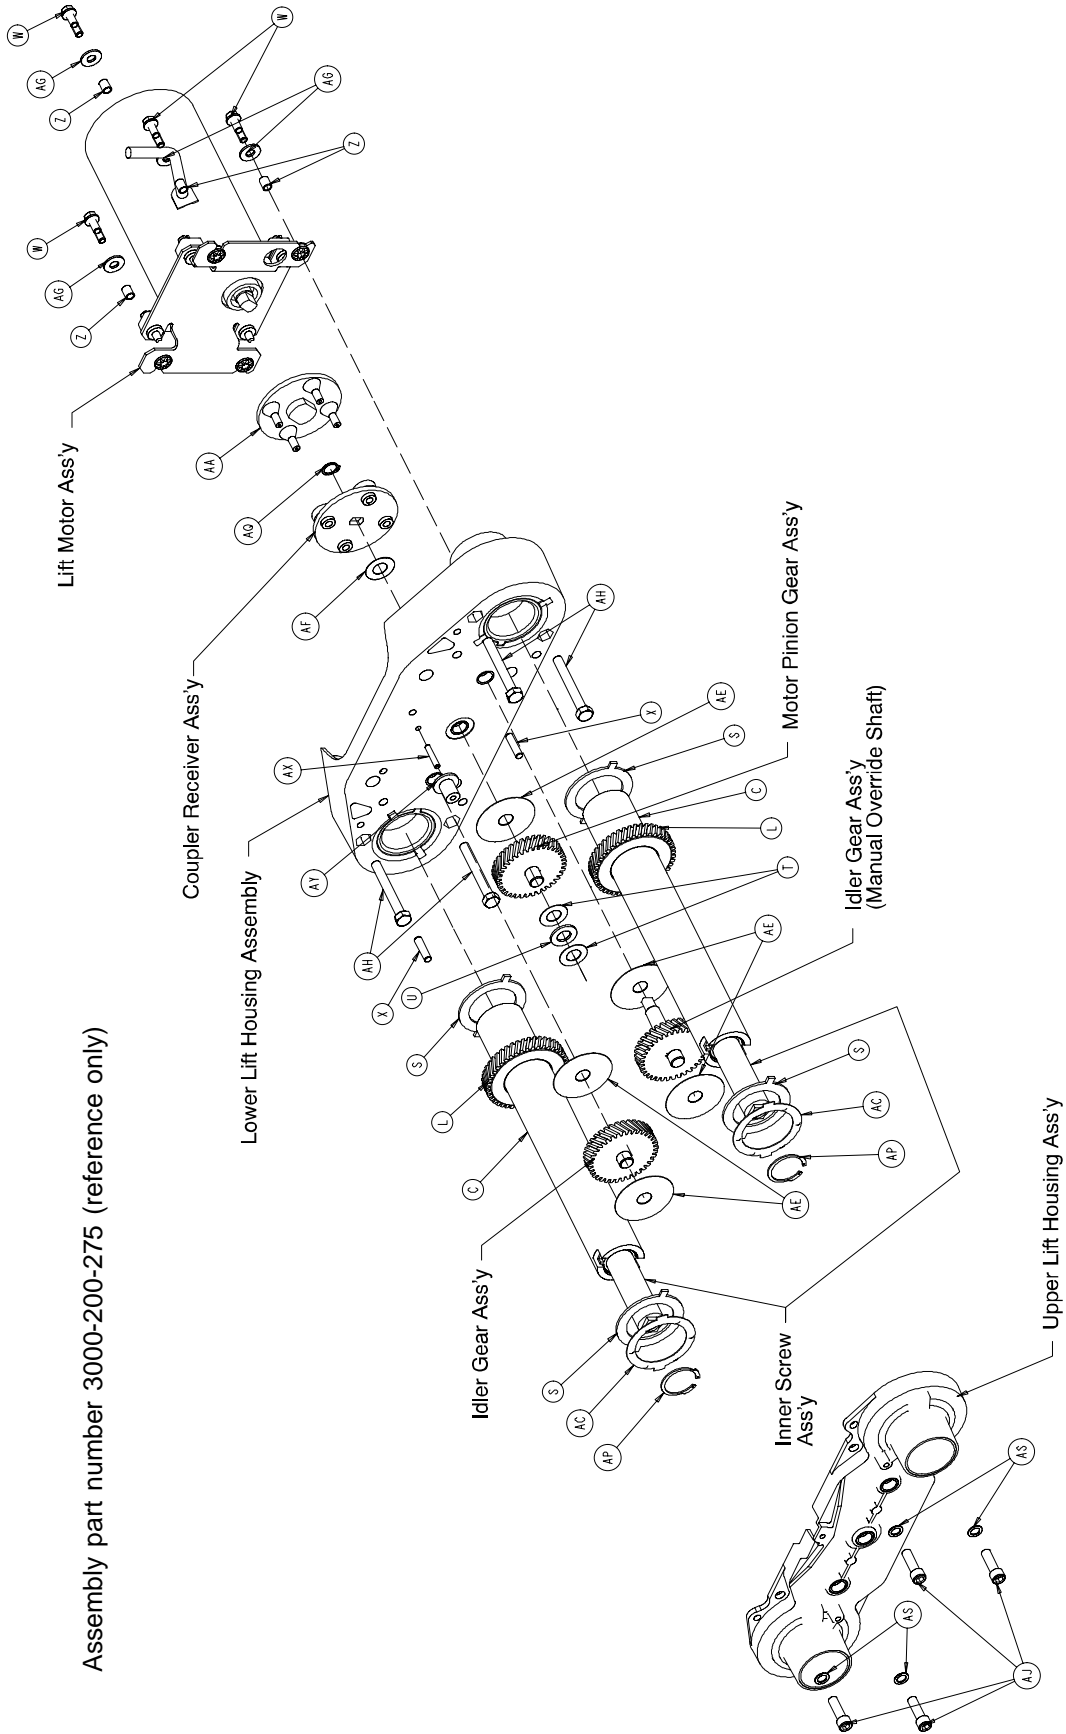 Assembly part number 3000-200-275 (reference only)
Lift Motor Ass'y
Coupler Receiver Ass'y
Lower Lift Housing Assembly
Motor Pinion Gear Ass'y
Idler Gear Ass'y
(Manual Override Shaft)
Idler Gear Ass'y
Inner Screw
Ass'y
Upper Lift Housing Ass'y
W
AG
Z
W
AG
Z
W
AG
Z
AA
AQ
AF
AH
AX
AY
AE
X
S
C
L
T
AH
X
U
S
L
C
AE
S
AC
AP
AE
S
AC
AP
AS
AS
AJ